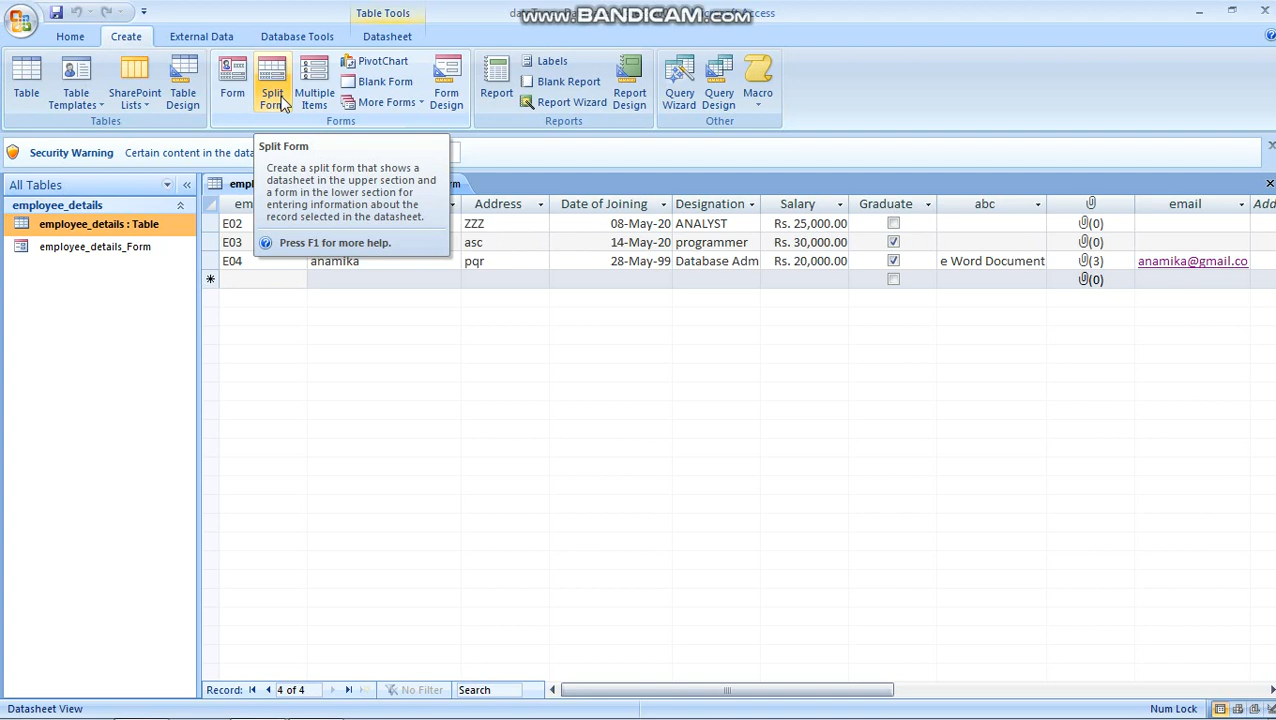 Table Tools
www.BANDICAM.com
Access
Home
Create
External Data
Database Tools
Datasheet
Table
Table Templates
SharePoint Lists
Table Design
Tables
Form
Split Form
Multiple Items
PivotChart
Blank Form
More Forms
Form Design
Forms
Report
Labels
Blank Report
Report Wizard
Report Design
Reports
Query Wizard
Query Design
Macro
Other
Security Warning
Certain content in the data
Split Form
Create a split form that shows a
datasheet in the upper section and
a form in the lower section for
entering information about the
record selected in the datasheet.
Press F1 for more help.
All Tables
employee_details
employee_details : Table
employee_details_Form
Address Date of Joining Designation Salary Graduate abc email Add
E02 ZZZ 08-May-20 ANALYST Rs. 25,000.00 (0)
E03 asc 14-May-20 programmer Rs. 30,000.00 (0)
E04 anamika pqr 28-May-99 Database Adm Rs. 20,000.00 e Word Document (3) anamika@gmail.co
(0)
Record: 4 of 4 No Filter Search
Datasheet View
Num Lock